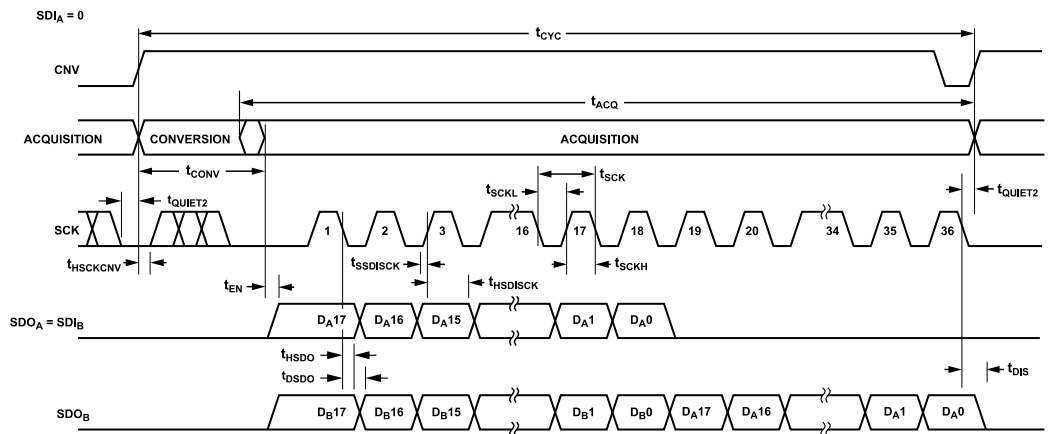 SDIA = 0
tCYC
CNV
tACQ
ACQUISITION CONVERSION ACQUISITION
tCONV
tSCK
tSCKL
tQUIET2 tQUIET2
SCK 1 2 3 16 17 18 19 20 34 35 36
tHSCKCNV tSSDISCK tSCKH
tEN tHSDISCK
SDOA = SDIB DA17 DA16 DA15 DA1 DA0
tHSDO
tDSDO tDIS
SDOB DB17 DB16 DB15 DB1 DB0 DA17 DA16 DA1 DA0